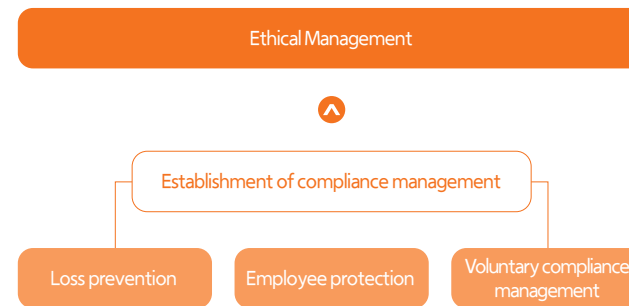 Ethical Management
Establishment of compliance management
Loss prevention
Employee protection
Voluntary compliance
management